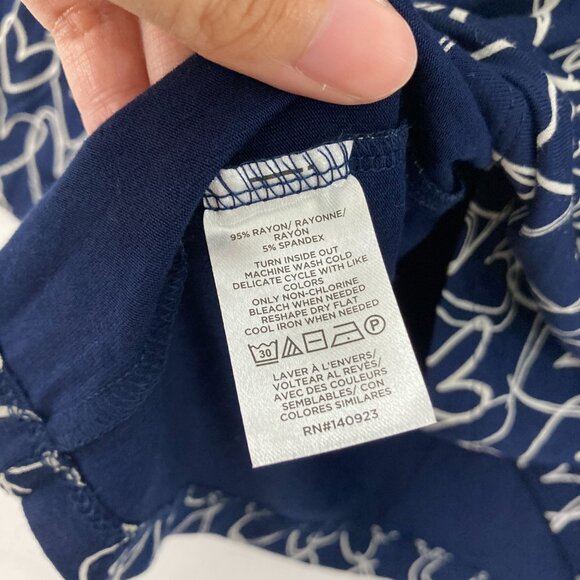 95% RAYON/ RAYONNE/
RAYÓN
5% SPANDEX
TURN INSIDE OUT
MACHINE WASH COLD
DELICATE CYCLE WITH LIKE
COLORS
ONLY NON-CHLORINE
BLEACH WHEN NEEDED
RESHAPE DRY FLAT
COOL IRON WHEN NEEDED
30 P
LAVER À L'ENVERS/
VOLTEAR AL REVÉS/
AVEC DES COULEURS
SEMBLABLES/ CON
COLORES SIMILARES
RN#140923